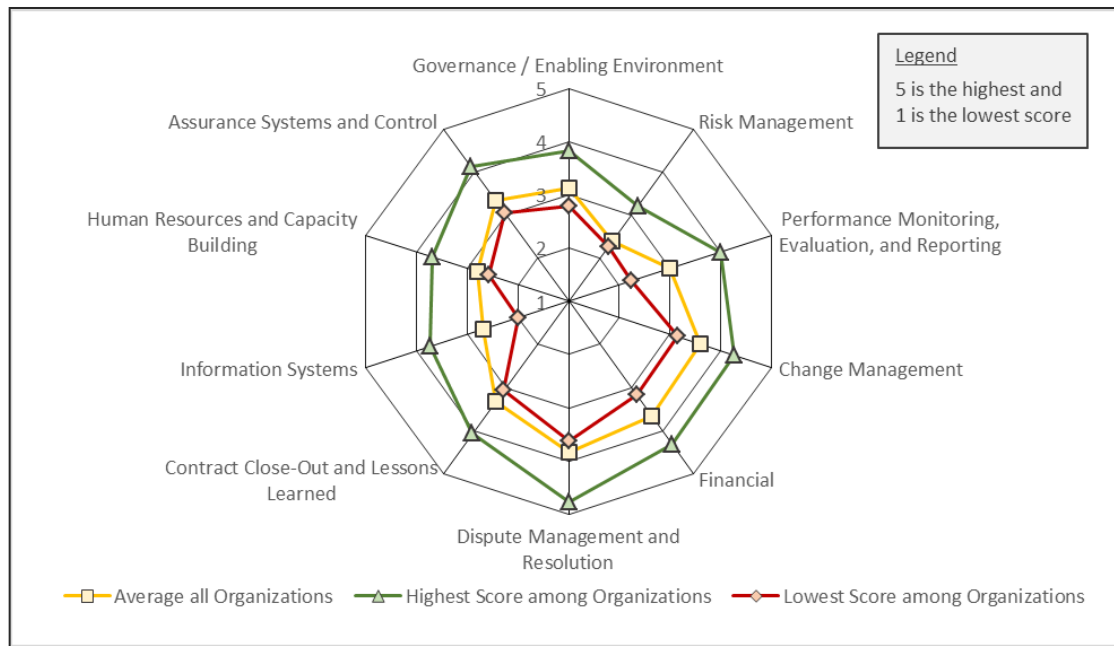 Legend
5 is the highest and
1 is the lowest score
Governance / Enabling Environment
5
4
3
2
1
Risk Management
Performance Monitoring,
Evaluation, and Reporting
Change Management
Financial
Dispute Management and
Resolution
Contract Close-Out and Lessons
Learned
Information Systems
Human Resources and Capacity
Building
Assurance Systems and Control
Average all Organizations
Highest Score among Organizations
Lowest Score among Organizations